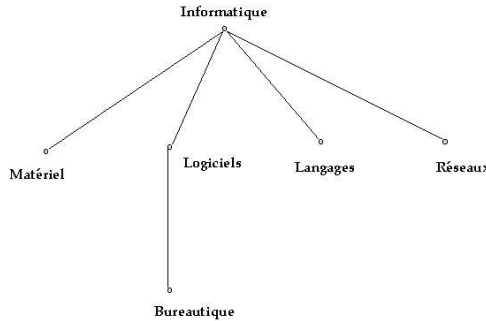 Informatique
Matériel
Logiciels
Langages
Réseaux
Bureautique